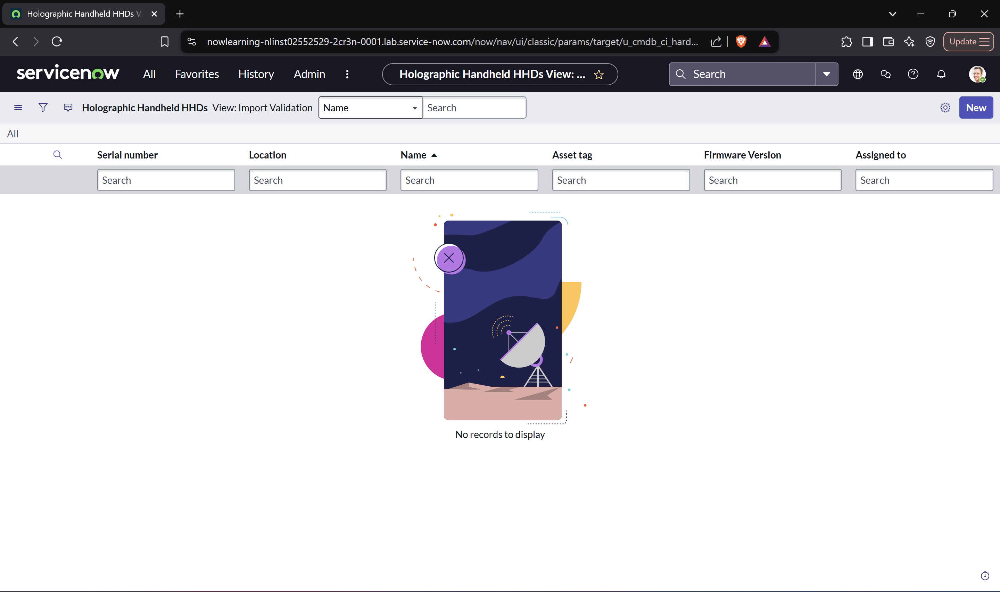 Holographic Handheld HHDs V
nowlearning-nlinst02552529-2cr3n-0001.lab.service-now.com/now/nav/ui/classic/params/target/u_cmdb_ci_hard...
Update
servicenow
All
Favorites
History
Admin
Holographic Handheld HHDs View: ...
Search
Holographic Handheld HHDs View: Import Validation
Name
Search
New
All
Serial number
Location
Name
Asset tag
Firmware Version
Assigned to
Search
Search
Search
Search
Search
Search
No records to display